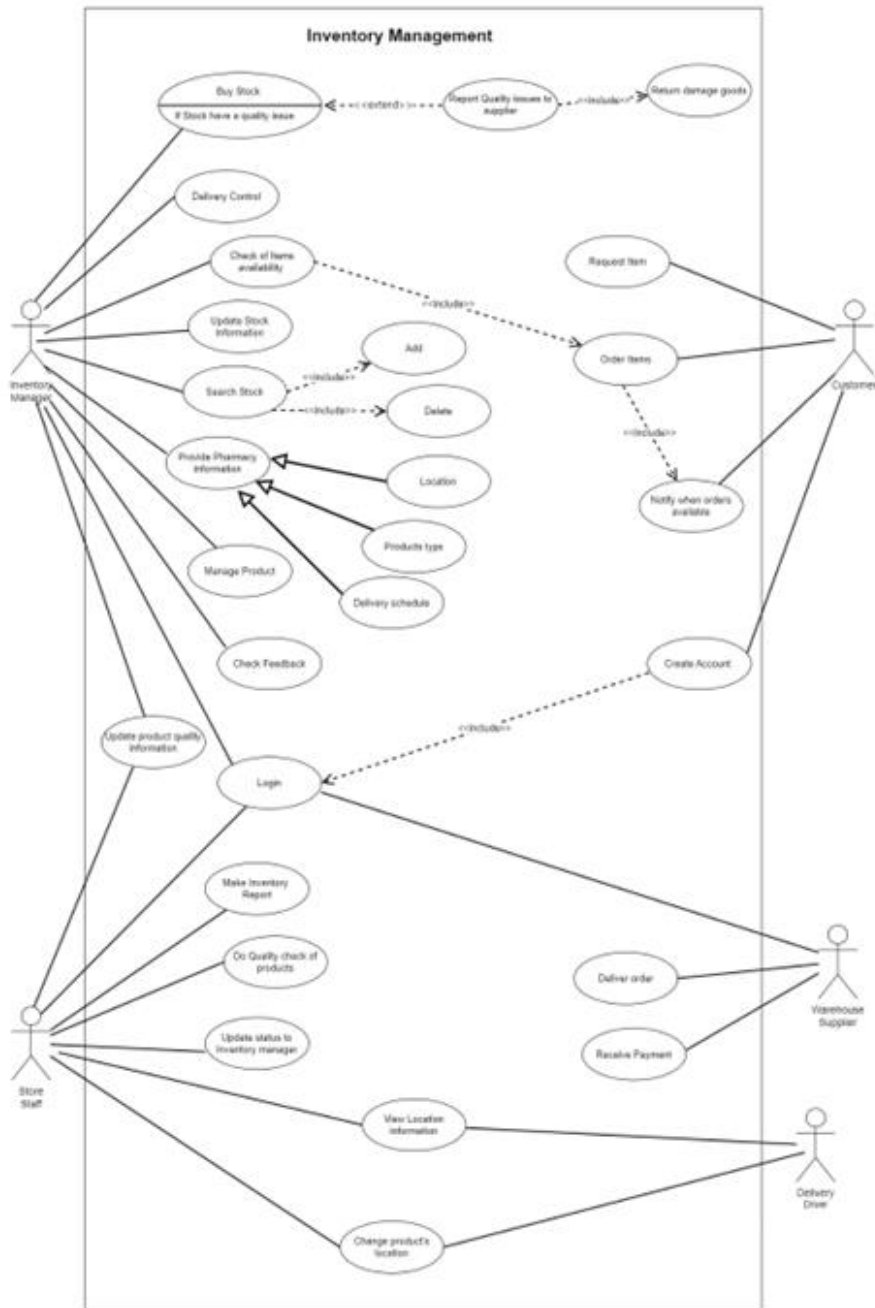 Inventory Management
Buy Stock
If Stock have a quality issue
<<extend>>
Report Quality issues to
supplier
<<include>>
Return damage goods
Delivery Control
Check of Items
availability
Request Item
<<include>>
Update Stock
Information
Add
Order Items
Inventory
Manager
Customer
Search Stock
<<include>>
<<include>>
Delete
<<include>>
Provide Pharmacy
Information
Location
Notify when orders
available
Products type
Manage Product
Delivery schedule
Check Feedback
Create Account
Update product quality
information
<<include>>
Login
Make Inventory
Report
Do Quality check of
products
Deliver order
Warehouse
Supplier
Update status to
Inventory manager
Receive Payment
Store
Staff
View Location
information
Delivery
Driver
Change product's
location